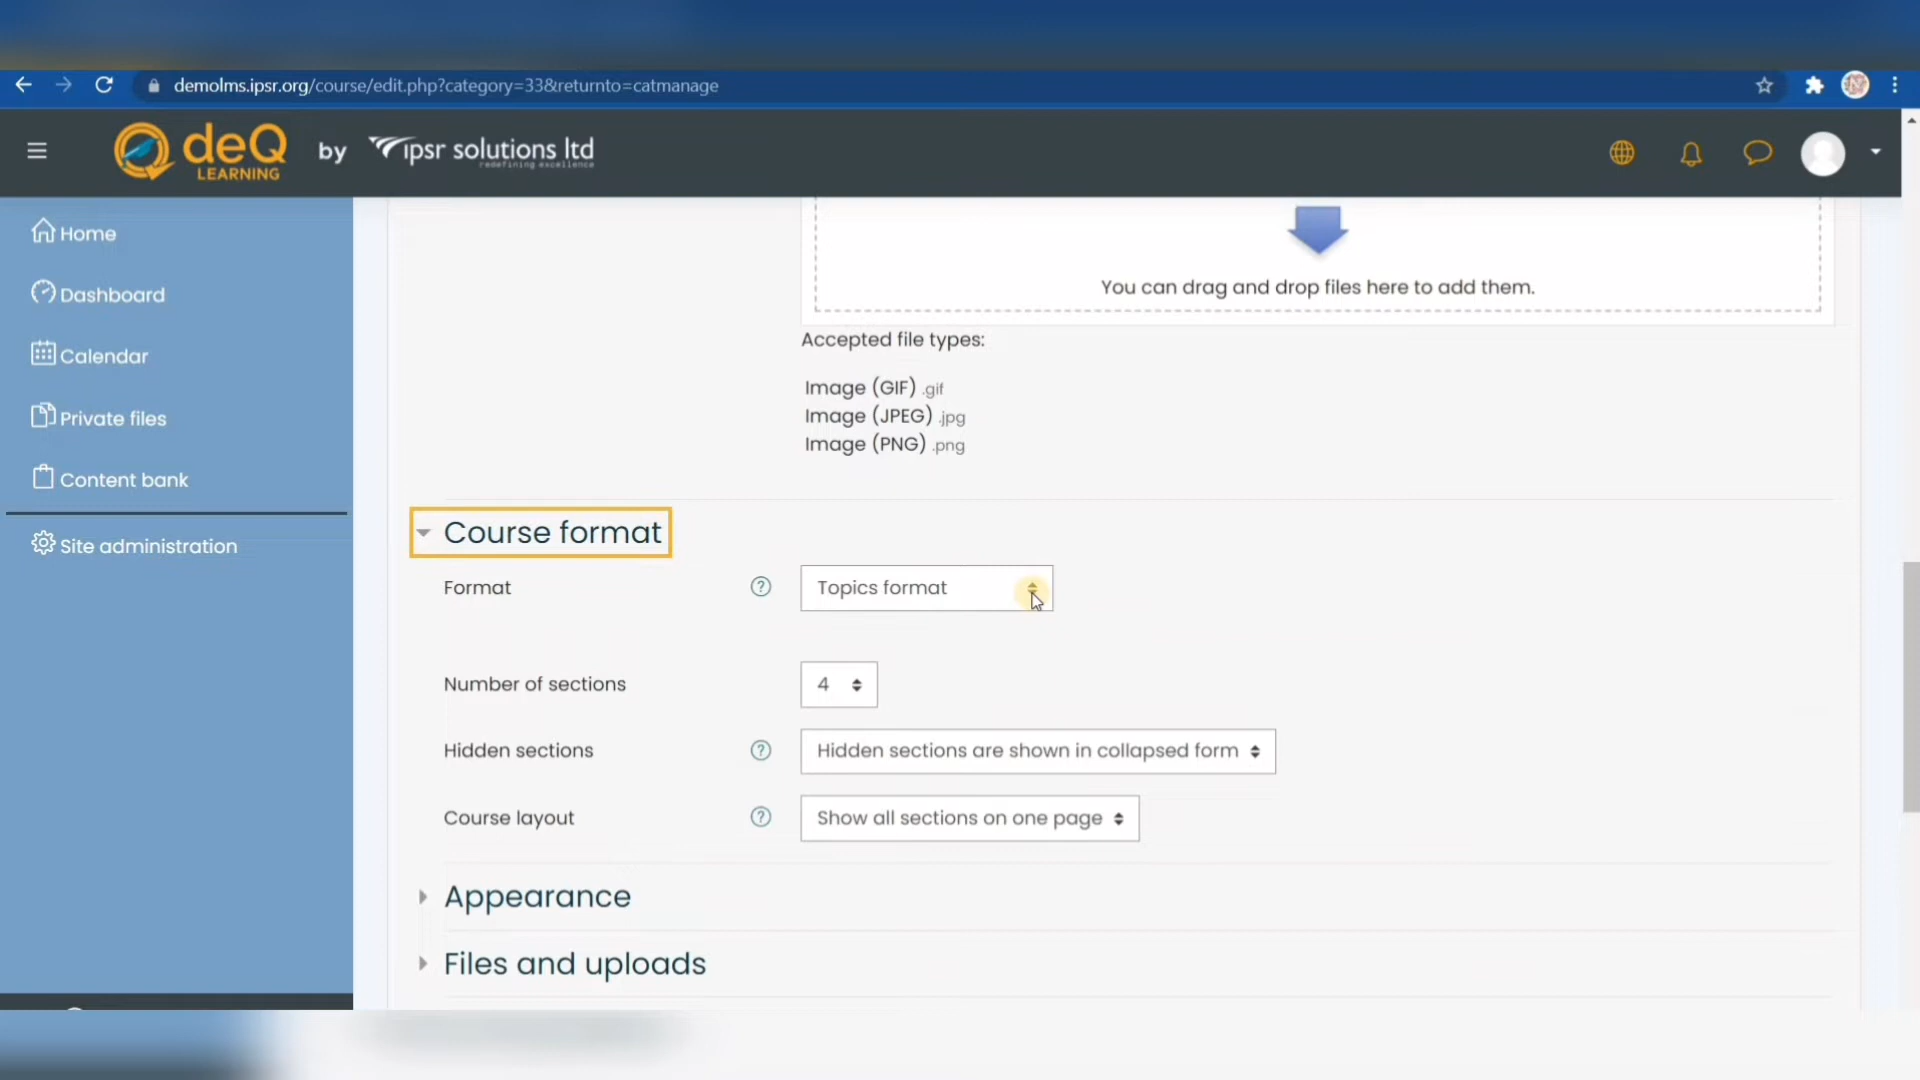 demolms.ipsr.org/course/edit.php?category=33&returnto=catmanage
deQ LEARNING by ipsr solutions ltd
redefining excellence
Home
Dashboard
Calendar
Private files
Content bank
Site administration
You can drag and drop files here to add them.
Accepted file types:
Image (GIF) .gif
Image (JPEG) .jpg
Image (PNG) .png
Course format
Format ? Topics format
Number of sections 4
Hidden sections ? Hidden sections are shown in collapsed form
Course layout ? Show all sections on one page
Appearance
Files and uploads